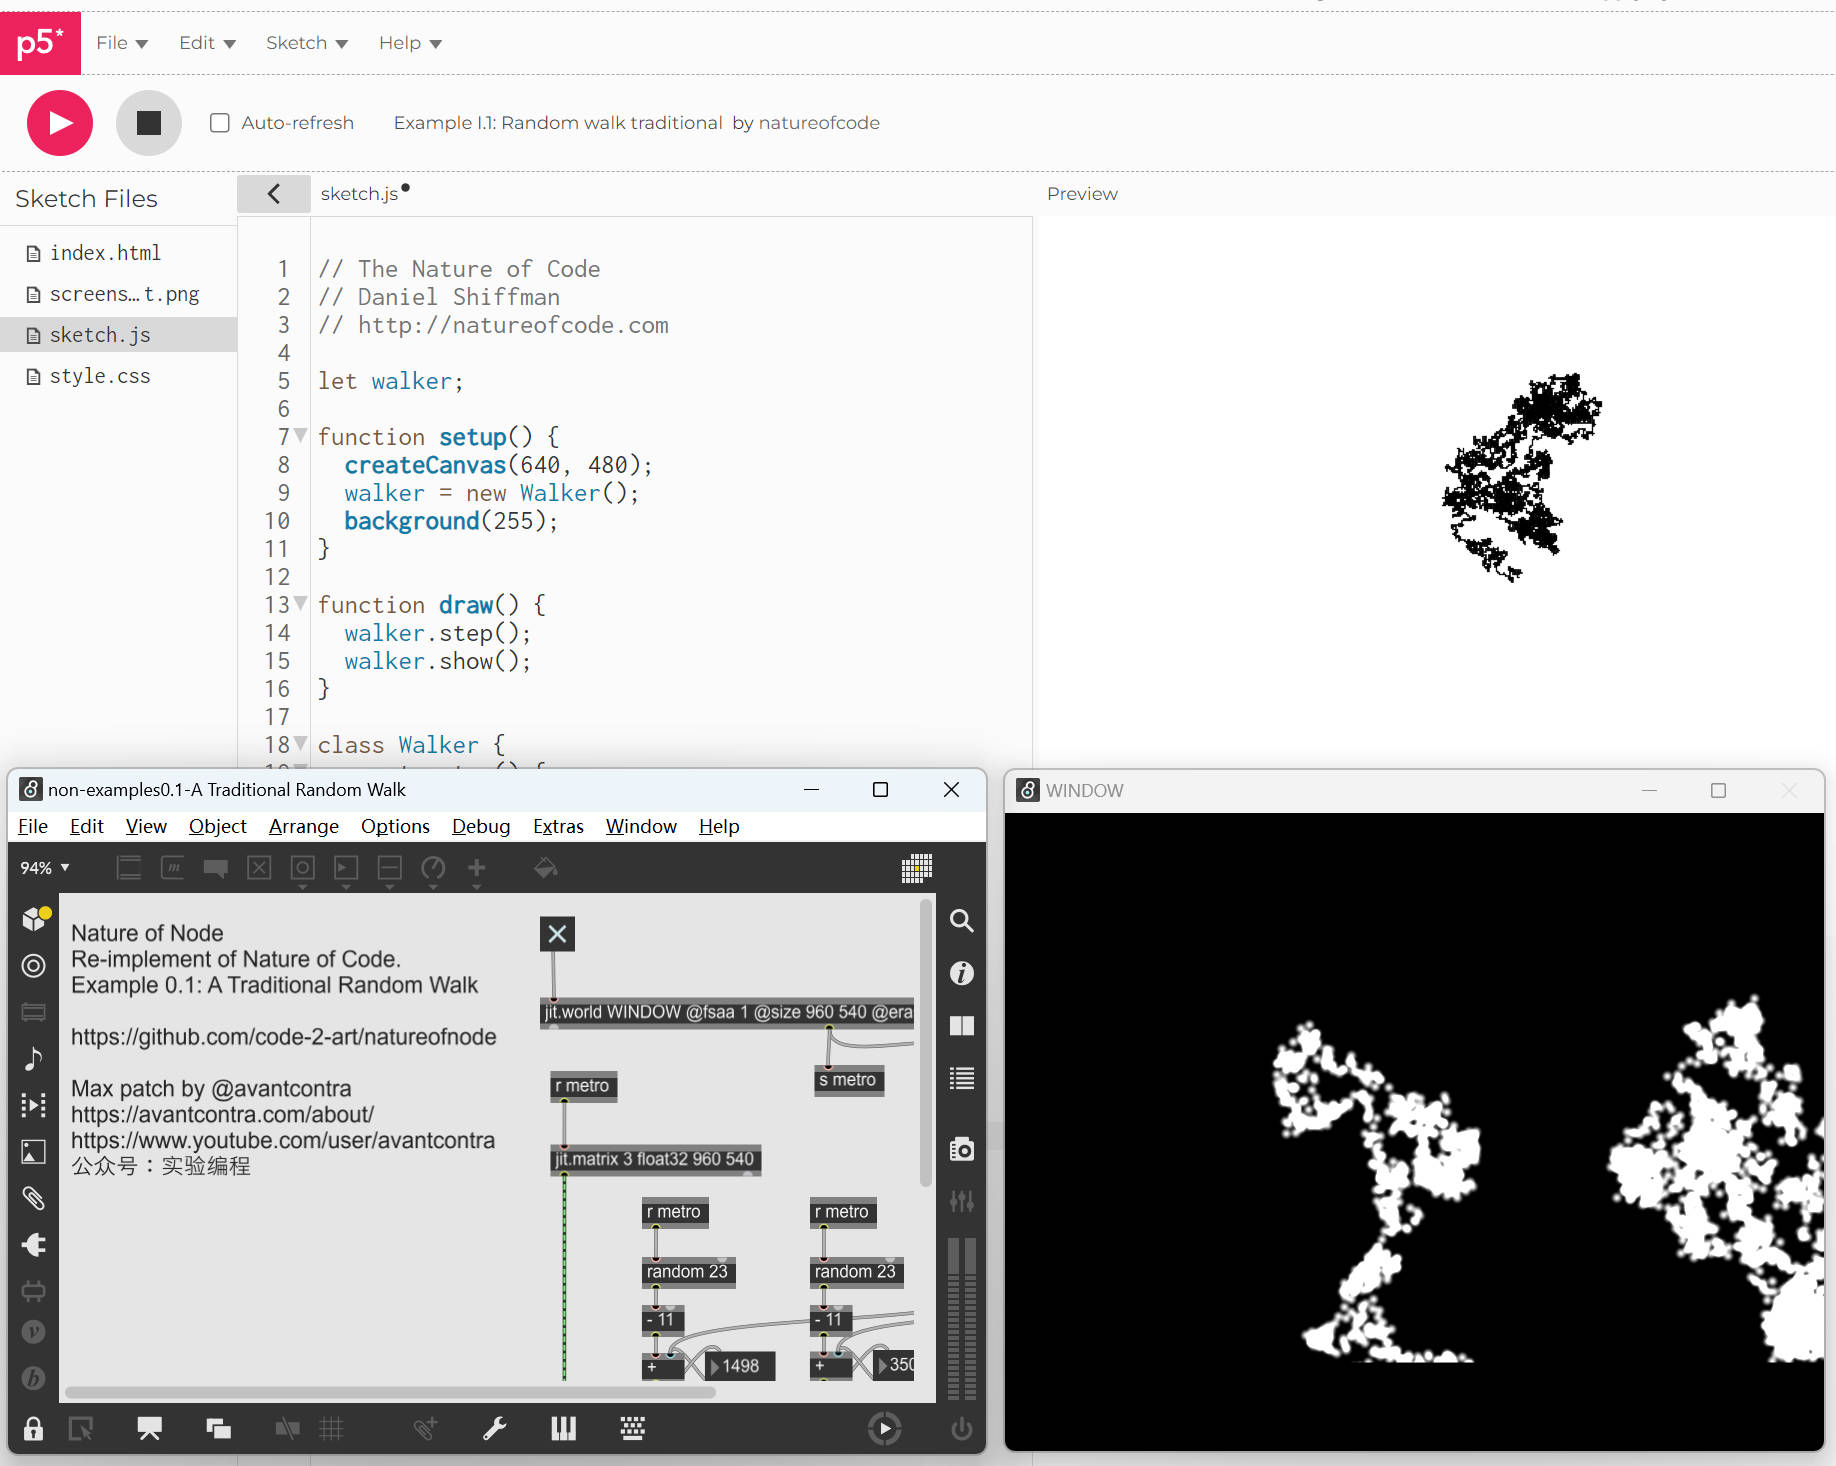 p5*
File Edit Sketch Help
Auto-refresh
Example I.1: Random walk traditional by natureofcode
Sketch Files
sketch.js
Preview
index.html
screens…t.png
sketch.js
style.css
1 // The Nature of Code
2 // Daniel Shiffman
3 // http://natureofcode.com
4
5 let walker;
6
7 function setup() {
8 createCanvas(640, 480);
9 walker = new Walker();
10 background(255);
11 }
12
13 function draw() {
14 walker.step();
15 walker.show();
16 }
17
18 class Walker {
non-examples0.1-A Traditional Random Walk
File Edit View Object Arrange Options Debug Extras Window Help
94%
Nature of Node
Re-implement of Nature of Code.
Example 0.1: A Traditional Random Walk
https://github.com/code-2-art/natureofnode
Max patch by @avantcontra
https://avantcontra.com/about/
https://www.youtube.com/user/avantcontra
公众号：实验编程
jit.world WINDOW @fsaa 1 @size 960 540 @era
s metro
r metro
jit.matrix 3 float32 960 540
r metro
r metro
random 23
random 23
- 11
- 11
+
1498
+
350
WINDOW